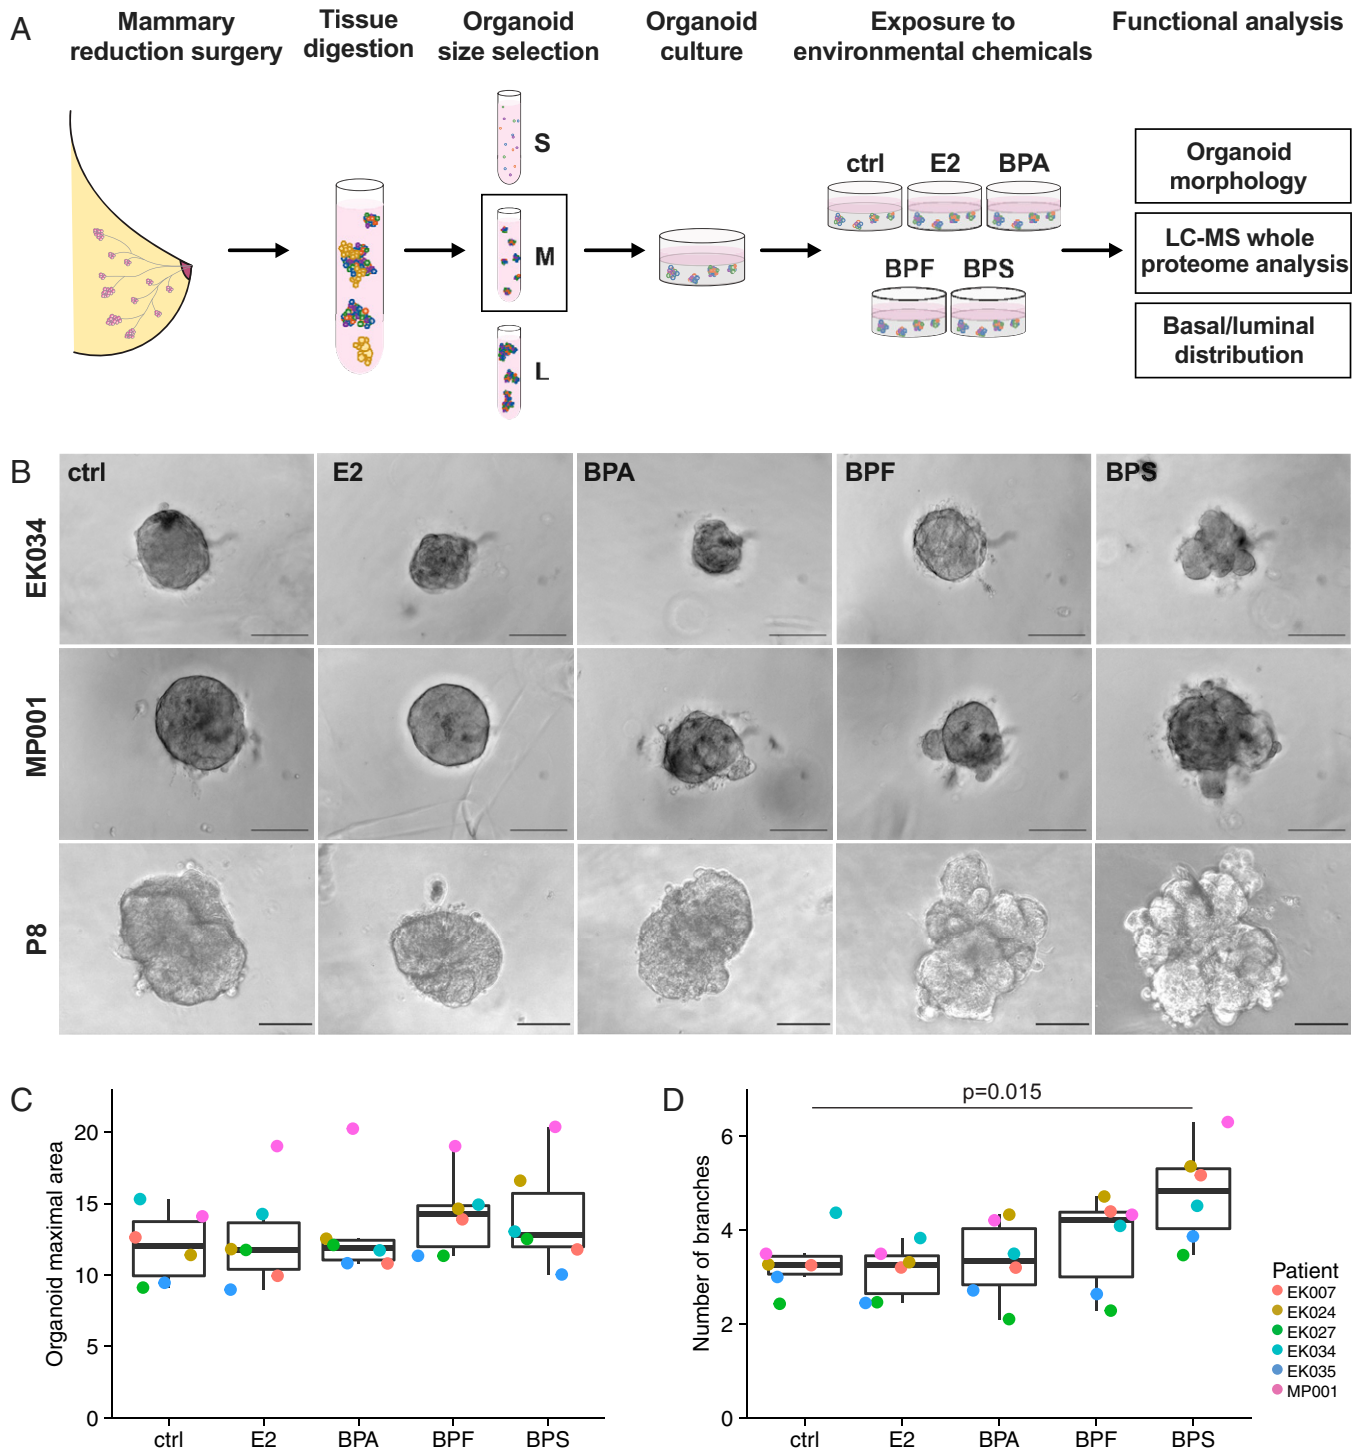 A
Mammary
reduction surgery
Tissue
digestion
Organoid
size selection
Organoid
culture
Exposure to
environmental chemicals
Functional analysis
S
M
L
ctrl
E2
BPA
BPF
BPS
Organoid
morphology
LC-MS whole
proteome analysis
Basal/luminal
distribution
B
ctrl
E2
BPA
BPF
BPS
EK034
MP001
P8
C
Organoid maximal area
20
15
10
5
0
ctrl
E2
BPA
BPF
BPS
D
p=0.015
Number of branches
6
4
2
0
ctrl
E2
BPA
BPF
BPS
Patient
EK007
EK024
EK027
EK034
EK035
MP001